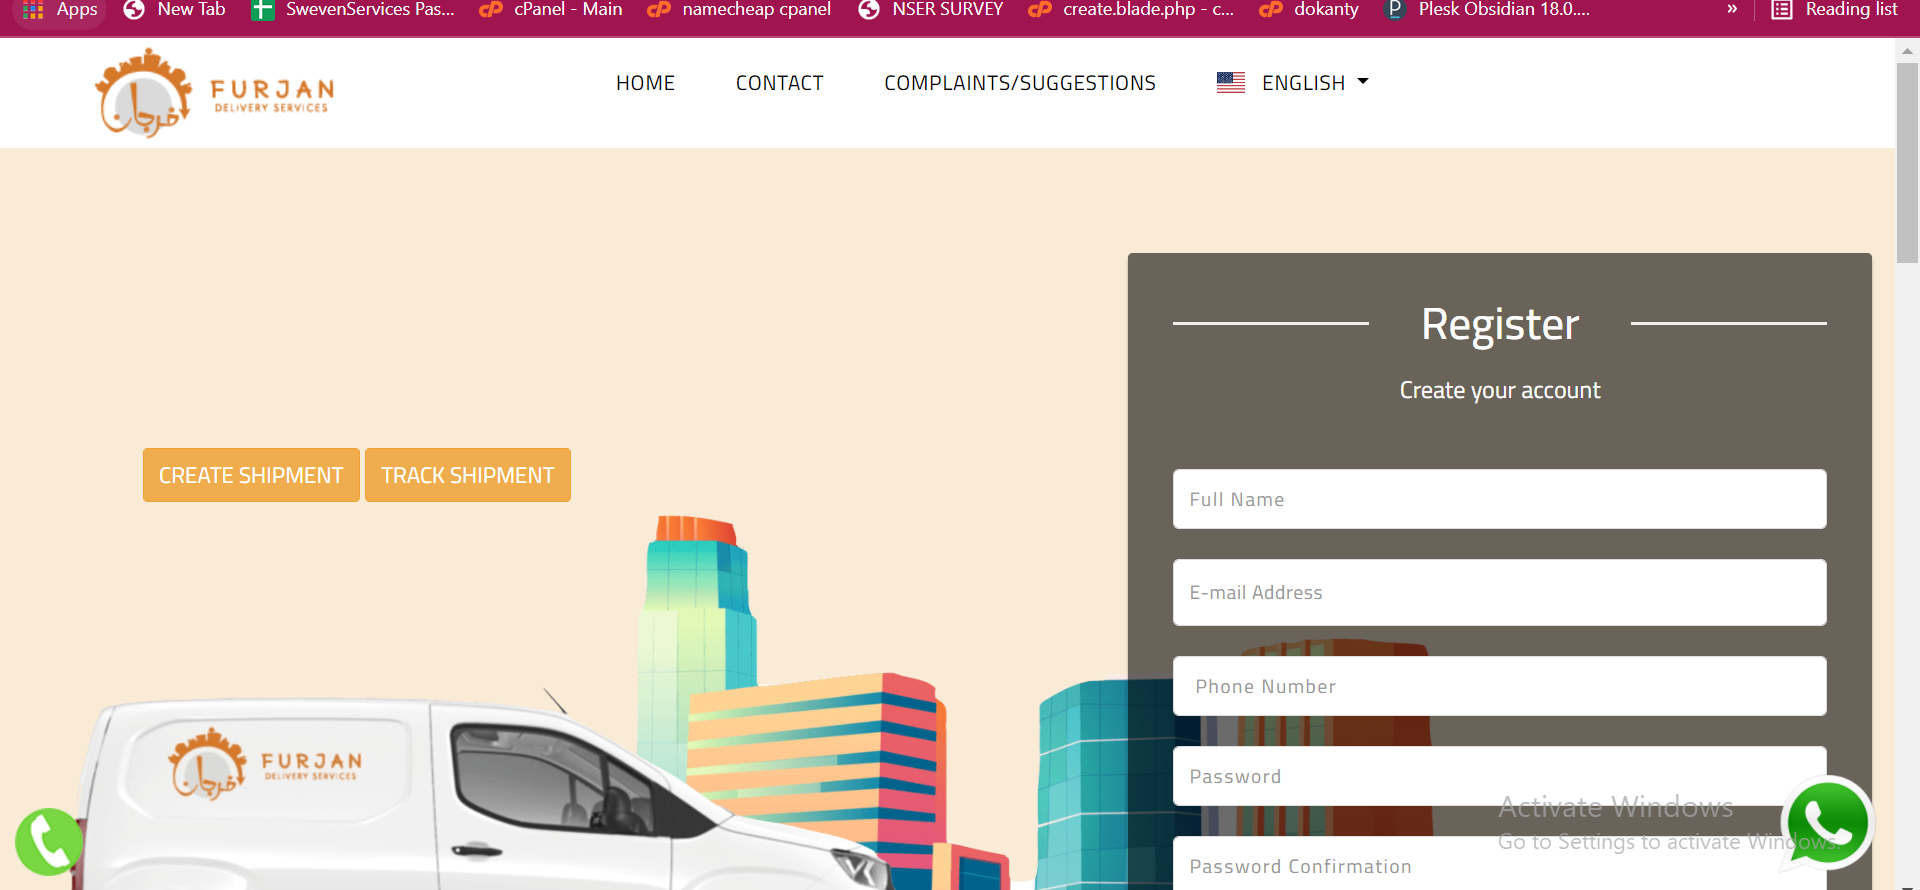 Apps New Tab SwevenServices Pas... cPanel - Main namecheap cpanel NSER SURVEY create.blade.php - c... dokanty Plesk Obsidian 18.0.... » Reading list
فرجان FURJAN
DELIVERY SERVICES
HOME CONTACT COMPLAINTS/SUGGESTIONS ENGLISH
Register
Create your account
CREATE SHIPMENT TRACK SHIPMENT
Full Name
E-mail Address
Phone Number
فرجان FURJAN
DELIVERY SERVICES
Password
Activate Windows
Go to Settings to activate Windows.
Password Confirmation